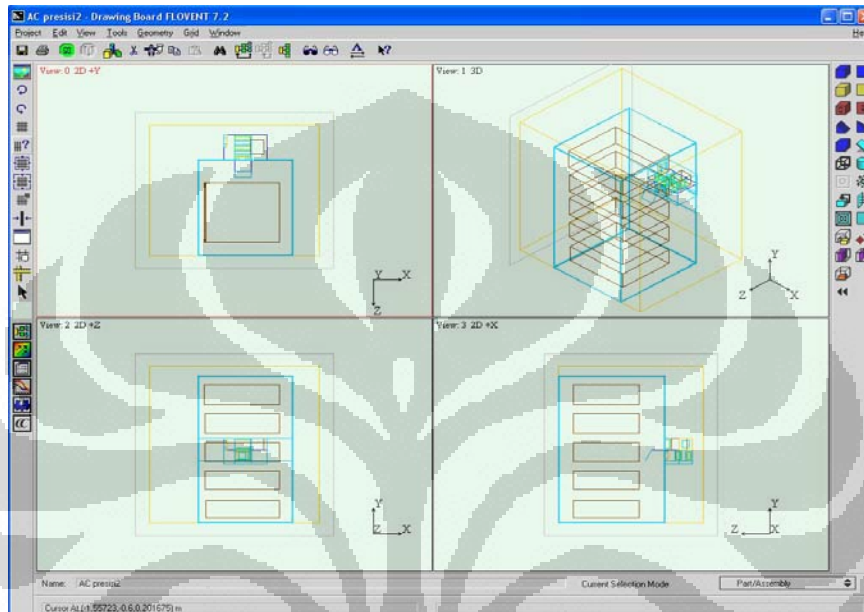 AC presisi2 - Drawing Board FLOVENT 7.2
Project Edit View Tools Geometry Grid Window
View: 0 2D +Y
View: 1 3D
Y X
Z
Y
Z X
View: 2 2D +Z
View: 3 2D +X
Y
Z X
Y
Z X
Name: AC presisi2
Current Selection Mode
Part/Assembly